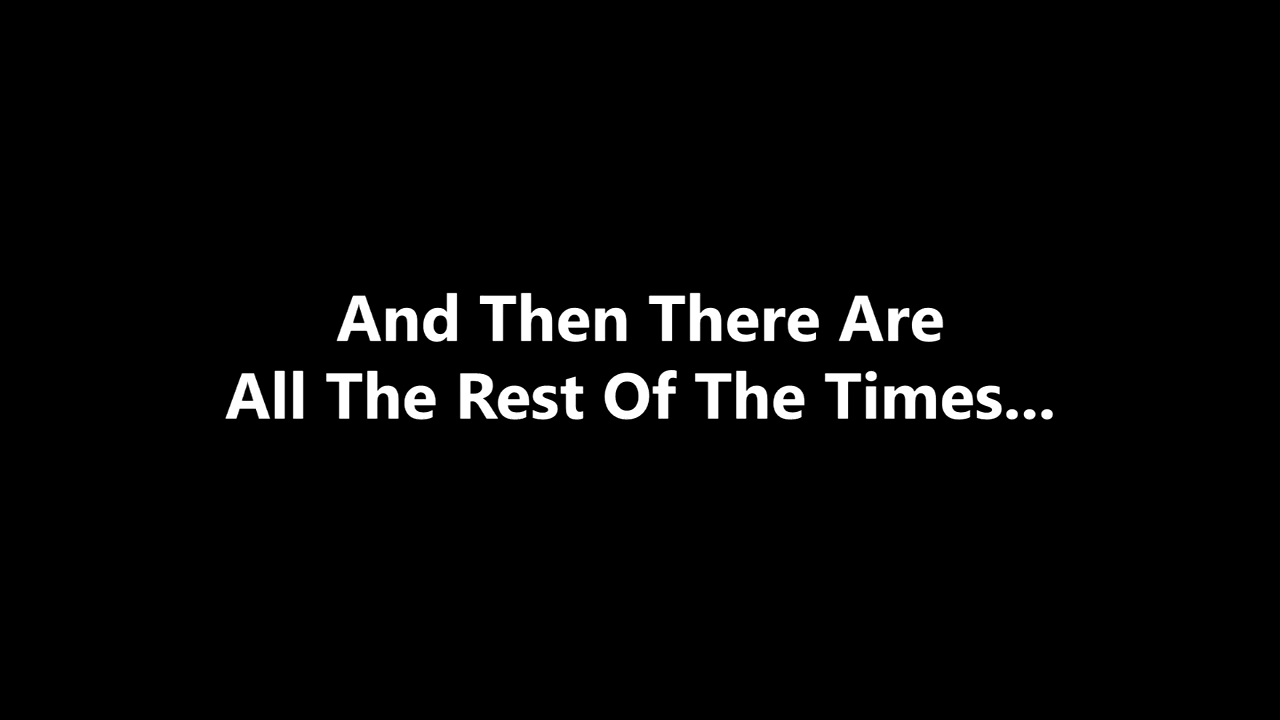 And Then There Are
All The Rest Of The Times...